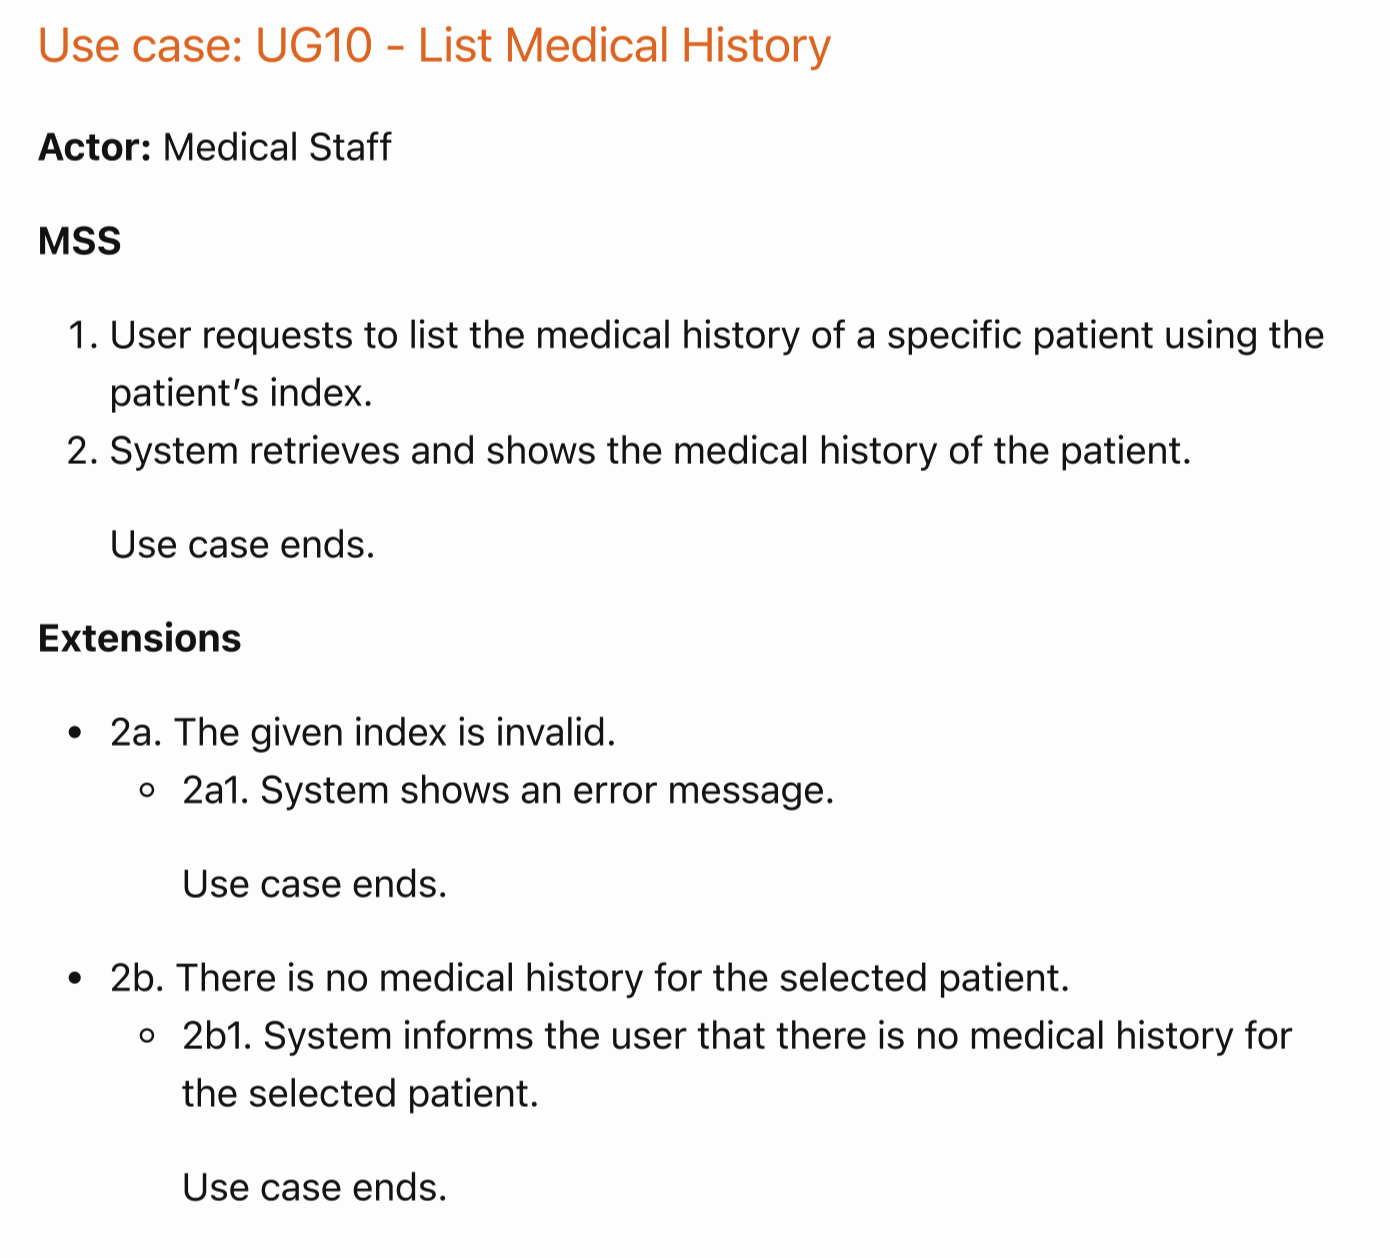 Use case: UG10 - List Medical History
Actor: Medical Staff
MSS
1. User requests to list the medical history of a specific patient using the
patient’s index.
2. System retrieves and shows the medical history of the patient.
Use case ends.
Extensions
• 2a. The given index is invalid.
◦ 2a1. System shows an error message.
Use case ends.
• 2b. There is no medical history for the selected patient.
◦ 2b1. System informs the user that there is no medical history for
the selected patient.
Use case ends.